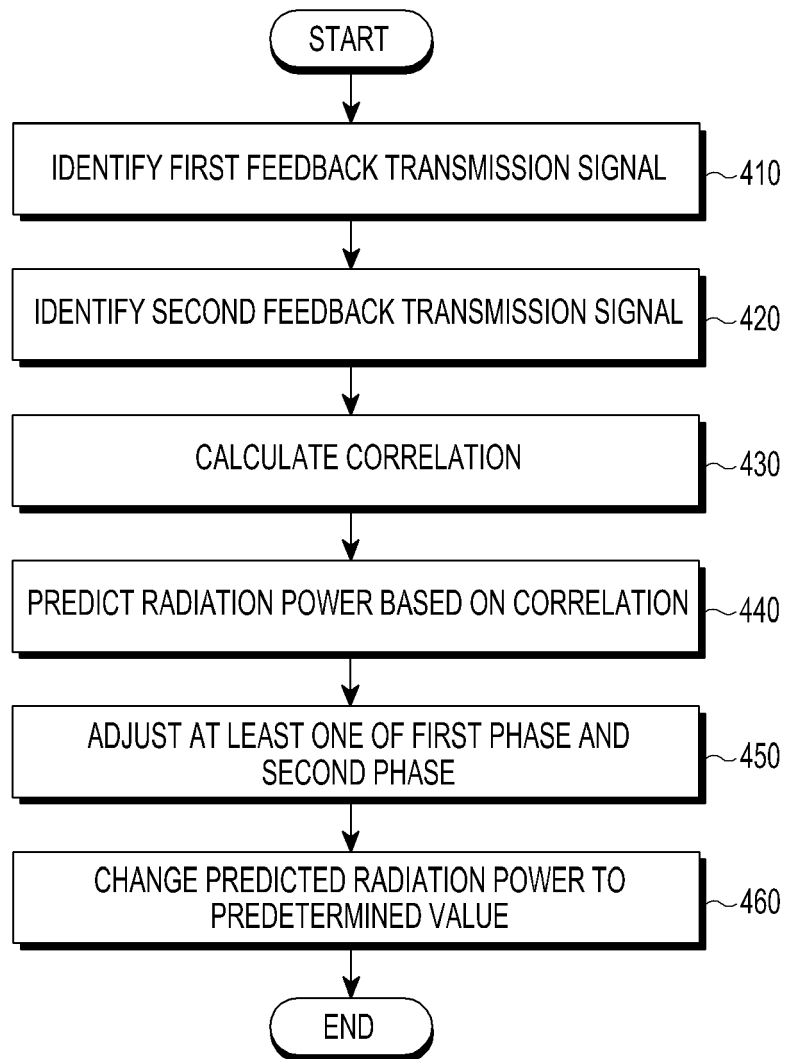 START
IDENTIFY FIRST FEEDBACK TRANSMISSION SIGNAL
410
IDENTIFY SECOND FEEDBACK TRANSMISSION SIGNAL
420
CALCULATE CORRELATION
430
PREDICT RADIATION POWER BASED ON CORRELATION
440
ADJUST AT LEAST ONE OF FIRST PHASE AND
SECOND PHASE
450
CHANGE PREDICTED RADIATION POWER TO
PREDETERMINED VALUE
460
END